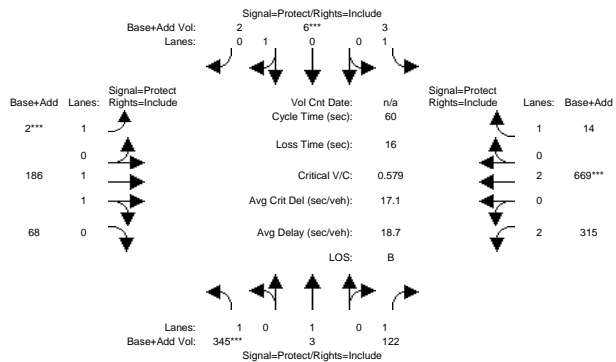 Signal=Protect/Rights=Include
Base+Add Vol: 2 6*** 3
Lanes: 0 1 0 0 1
Signal=Protect
Base+Add Lanes: Rights=Include
Vol Cnt Date: n/a
Signal=Protect
Rights=Include Lanes: Base+Add
Cycle Time (sec): 60
2*** 1
1 14
Loss Time (sec): 16
0
0
186 1
Critical V/C: 0.579
2 669***
1
Avg Crit Del (sec/veh): 17.1
0
68 0
Avg Delay (sec/veh): 18.7
2 315
LOS: B
Lanes: 1 0 1 0 1
Base+Add Vol: 345*** 3 122
Signal=Protect/Rights=Include